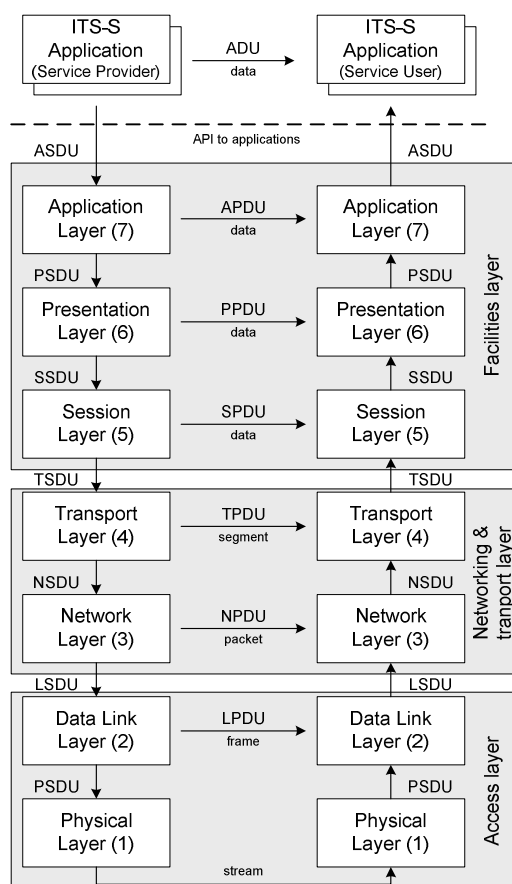 ITS-S
Application
(Service Provider)
ADU
data
ITS-S
Application
(Service User)
API to applications
ASDU
ASDU
Application
Layer (7)
APDU
data
Application
Layer (7)
PSDU
PSDU
Presentation
Layer (6)
PPDU
data
Presentation
Layer (6)
SSDU
SSDU
Session
Layer (5)
SPDU
data
Session
Layer (5)
Facilities layer
TSDU
TSDU
Transport
Layer (4)
TPDU
segment
Transport
Layer (4)
NSDU
NSDU
Network
Layer (3)
NPDU
packet
Network
Layer (3)
Networking &
tranport layer
LSDU
LSDU
Data Link
Layer (2)
LPDU
frame
Data Link
Layer (2)
PSDU
PSDU
Physical
Layer (1)
Physical
Layer (1)
Access layer
stream